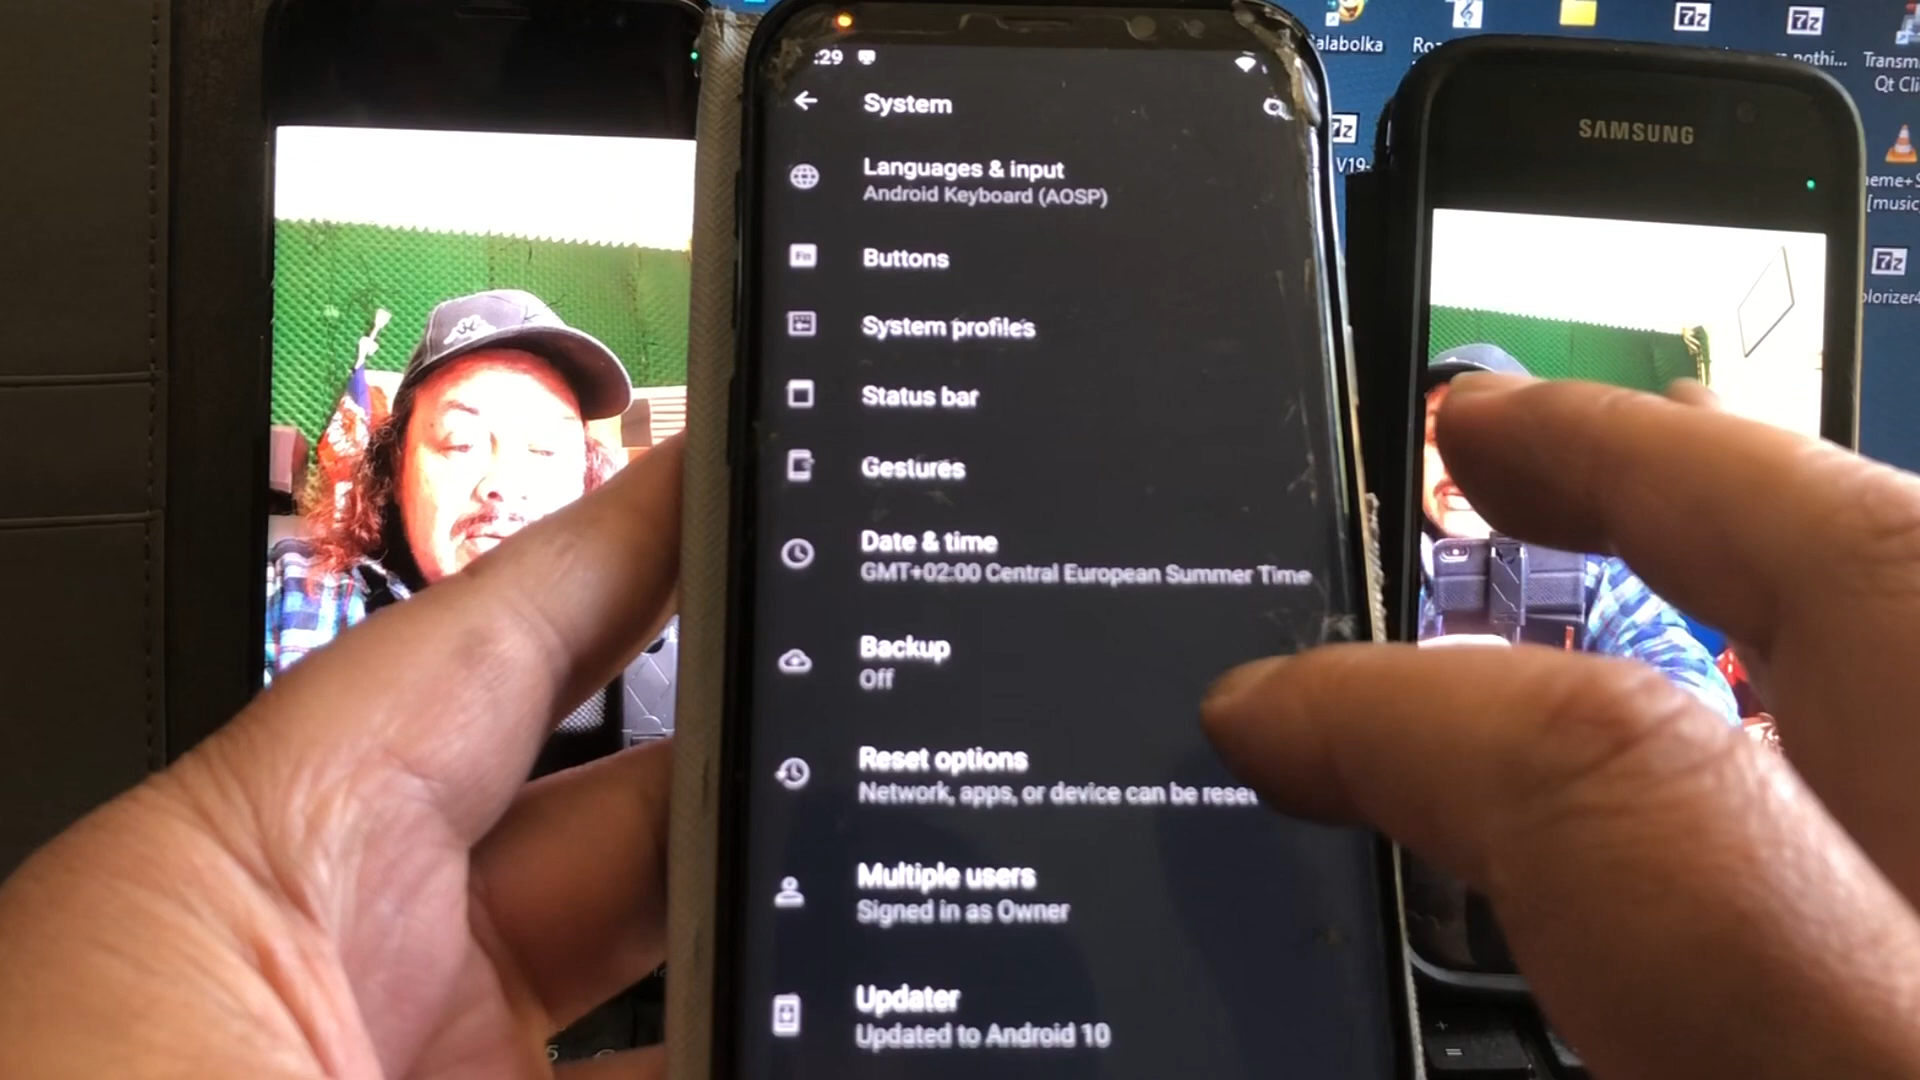 :29
System
Languages & input
Android Keyboard (AOSP)
Buttons
System profiles
Status bar
Gestures
Date & time
GMT+02:00 Central European Summer Time
Backup
Off
Reset options
Network, apps, or device can be reset
Multiple users
Signed in as Owner
Updater
Updated to Android 10
SAMSUNG
7z
7z
nothi...
Qt Cli
7z
V19-
[music
7z